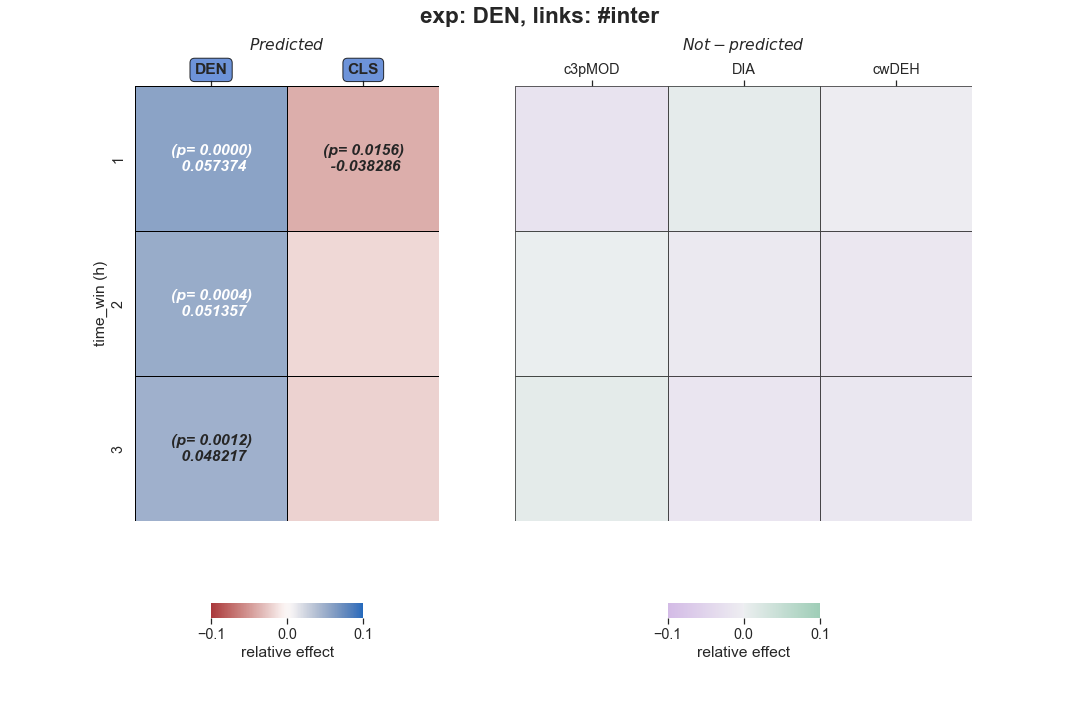 exp: DEN, links: #inter
Predicted
Not − predicted
DEN
CLS
c3pMOD
DIA
cwDEH
time_win (h)
1
(p= 0.0000)
0.057374
(p= 0.0156)
-0.038286
2
(p= 0.0004)
0.051357
3
(p= 0.0012)
0.048217
−0.1
0.0
0.1
relative effect
−0.1
0.0
0.1
relative effect